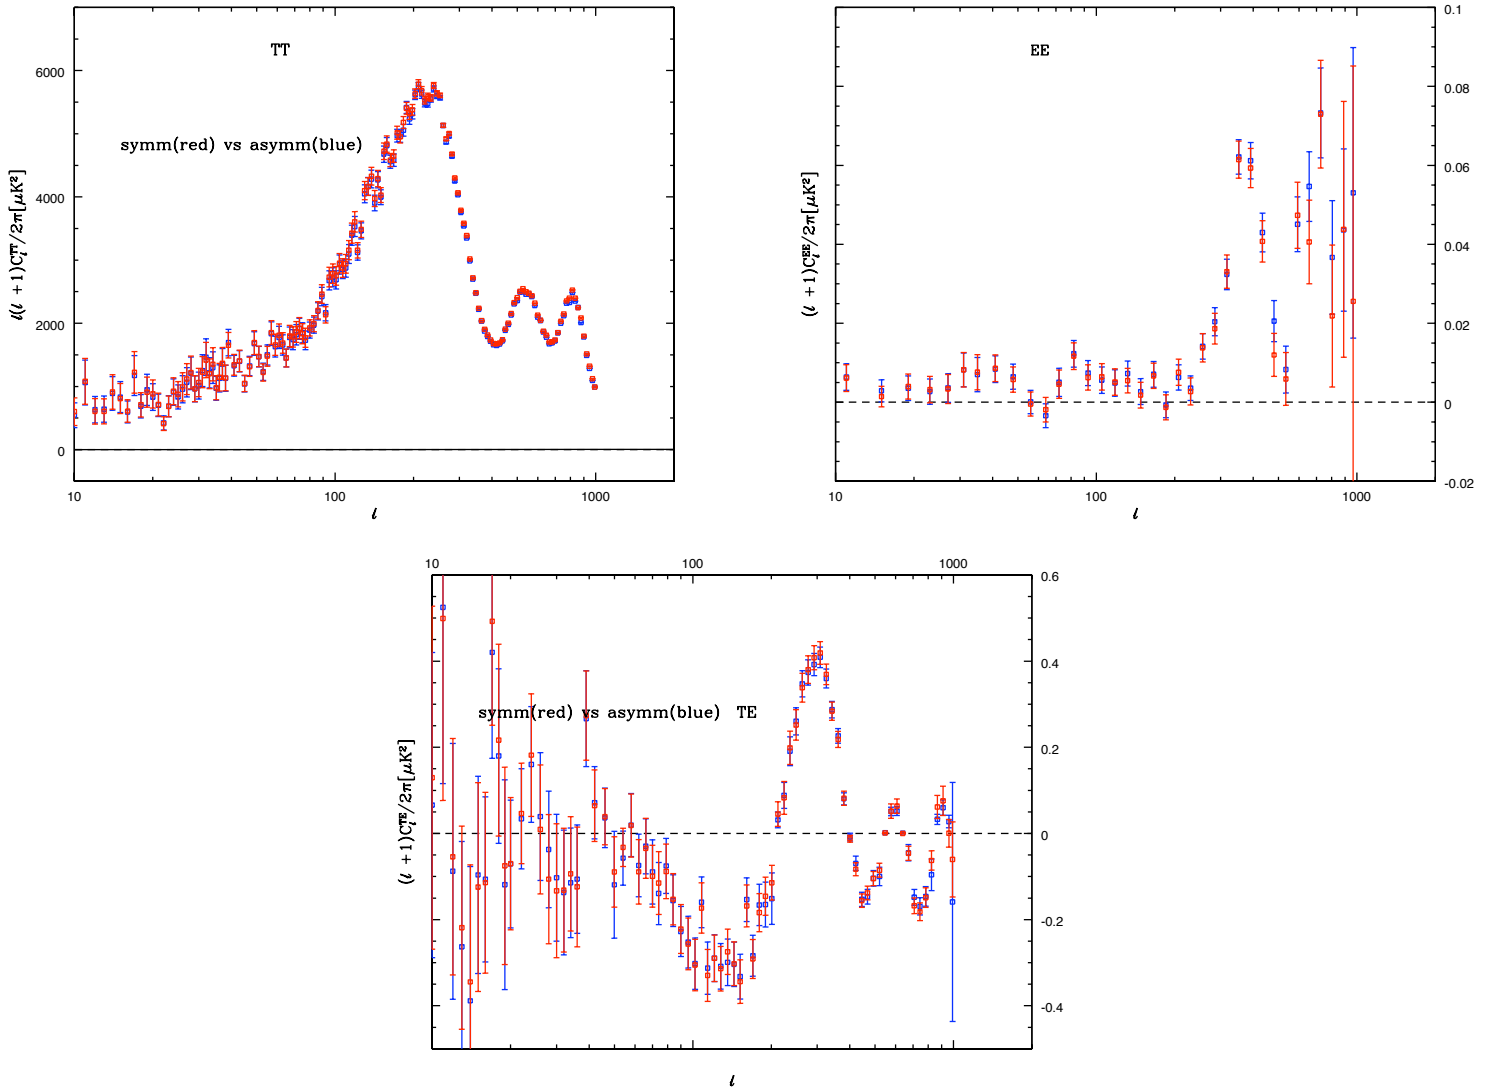 TT
symm(red) vs asymm(blue)
ℓ(ℓ +1)C_ℓ^TT/2π[μK²]
6000
4000
2000
0
10 100 1000
ℓ
EE
(ℓ +1)C_ℓ^EE/2π[μK²]
0.1
0.08
0.06
0.04
0.02
0
-0.02
10 100 1000
ℓ
10 100 1000
symm(red) vs asymm(blue) TE
(ℓ +1)C_ℓ^TE/2π[μK²]
0.6
0.4
0.2
0
-0.2
-0.4
ℓ